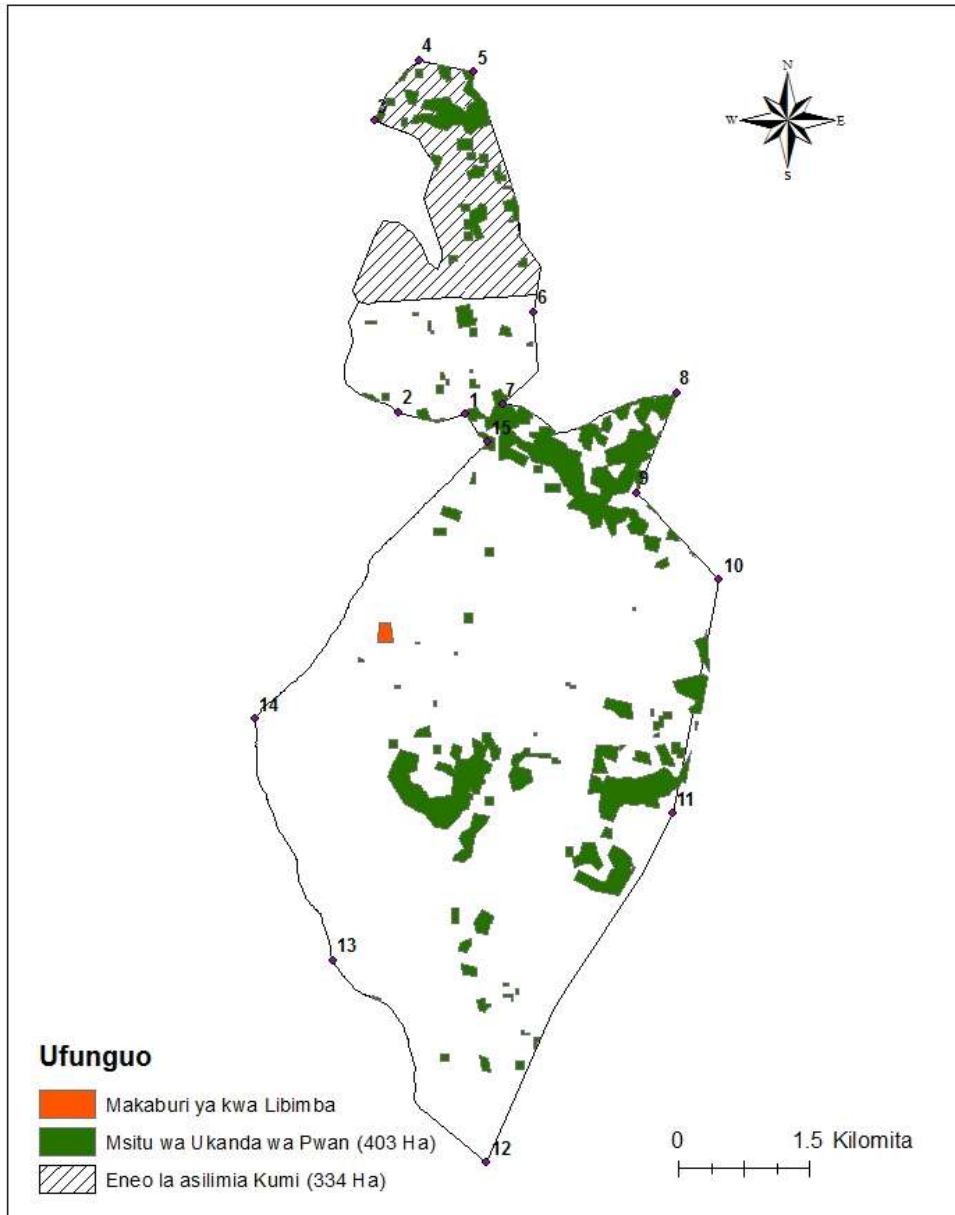 4
5
N
3
W E
S
6
8
7
2
1
15
9
10
14
11
13
Ufunguo
Makaburi ya kwa Libimba
Msitu wa Ukanda wa Pwan (403 Ha)
Eneo la asilimia Kumi (334 Ha)
12
0 1.5 Kilomita